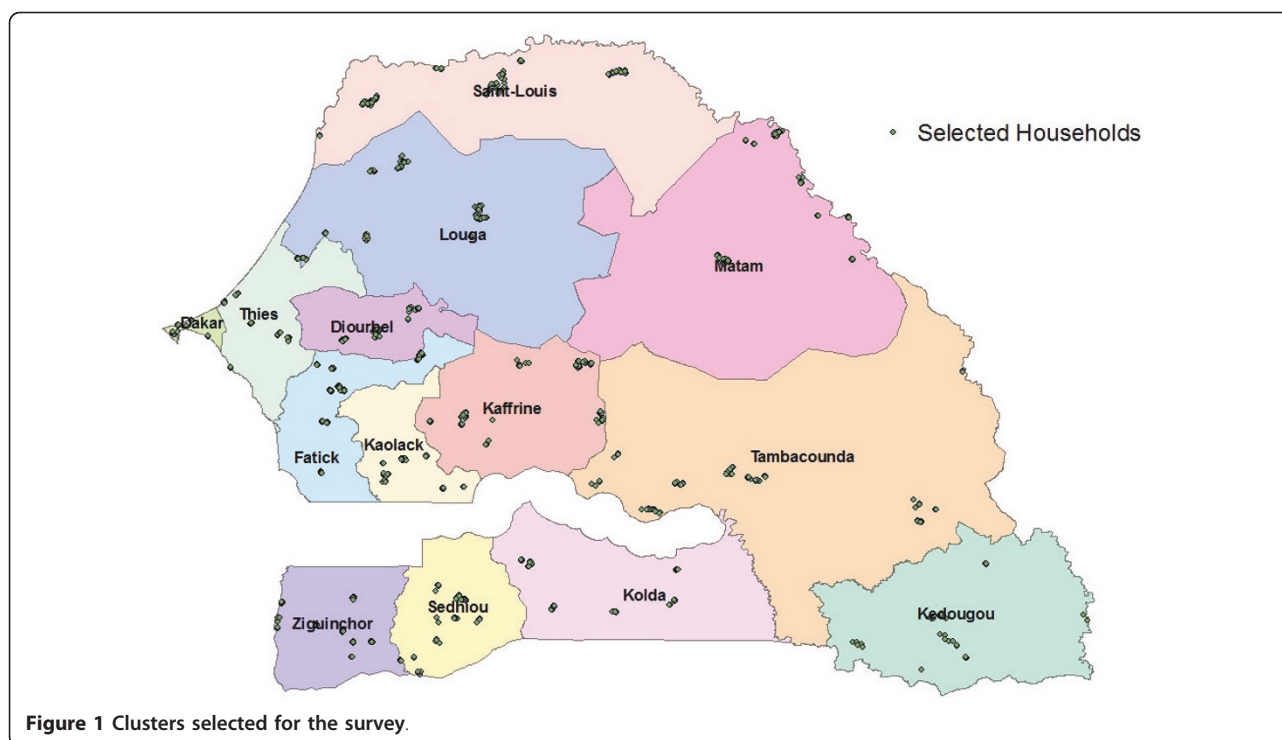 Saint-Louis
Selected Households
Louga
Matam
Thies
Dakar
Diourbel
Kaffrine
Kaolack
Fatick
Tambacounda
Kolda
Sedhiou
Ziguinchor
Kedougou
Figure 1 Clusters selected for the survey.